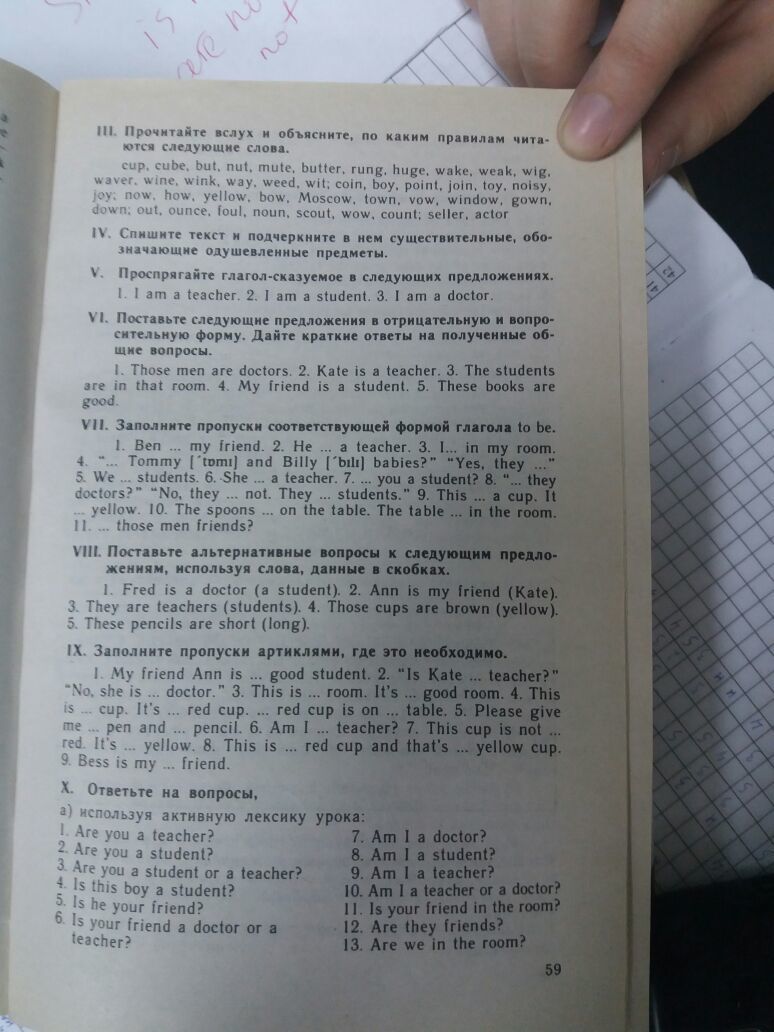 is
are no
not
III. Прочитайте вслух и объясните, по каким правилам чита-
ются следующие слова.
cup, cube, but, nut, mute, butter, rung, huge, wake, weak, wig,
waver, wine, wink, way, weed, wit; coin, boy, point, join, toy, noisy,
joy; now, how, yellow, bow, Moscow, town, vow, window, gown,
down; out, ounce, foul, noun, scout, wow, count; seller, actor
IV. Спишите текст и подчеркните в нем существительные, обо-
значающие одушевленные предметы.
V. Проспрягайте глагол-сказуемое в следующих предложениях.
1. I am a teacher. 2. I am a student. 3. I am a doctor.
VI. Поставьте следующие предложения в отрицательную и вопро-
сительную форму. Дайте краткие ответы на полученные об-
щие вопросы.
1. Those men are doctors. 2. Kate is a teacher. 3. The students
are in that room. 4. My friend is a student. 5. These books are
good.
VII. Заполните пропуски соответствующей формой глагола to be.
1. Ben ... my friend. 2. He ... a teacher. 3. I... in my room.
4. “... Tommy [ˊtɒmı] and Billy [ˊbılı] babies?” “Yes, they ...”
5. We ... students. 6. She ... a teacher. 7. ... you a student? 8. “... they
doctors?” “No, they ... not. They ... students.” 9. This ... a cup. It
... yellow. 10. The spoons ... on the table. The table ... in the room.
11. ... those men friends?
VIII. Поставьте альтернативные вопросы к следующим предло-
жениям, используя слова, данные в скобках.
1. Fred is a doctor (a student). 2. Ann is my friend (Kate).
3. They are teachers (students). 4. Those cups are brown (yellow).
5. These pencils are short (long).
IX. Заполните пропуски артиклями, где это необходимо.
1. My friend Ann is ... good student. 2. “Is Kate ... teacher?”
“No, she is ... doctor.” 3. This is ... room. It’s ... good room. 4. This
is ... cup. It’s ... red cup. ... red cup is on ... table. 5. Please give
me ... pen and ... pencil. 6. Am I ... teacher? 7. This cup is not ...
red. It’s ... yellow. 8. This is ... red cup and that’s ... yellow cup.
9. Bess is my ... friend.
X. Ответьте на вопросы,
а) используя активную лексику урока:
1. Are you a teacher?
2. Are you a student?
3. Are you a student or a teacher?
4. Is this boy a student?
5. Is he your friend?
6. Is your friend a doctor or a
teacher?
7. Am I a doctor?
8. Am I a student?
9. Am I a teacher?
10. Am I a teacher or a doctor?
11. Is your friend in the room?
12. Are they friends?
13. Are we in the room?
59
41
42